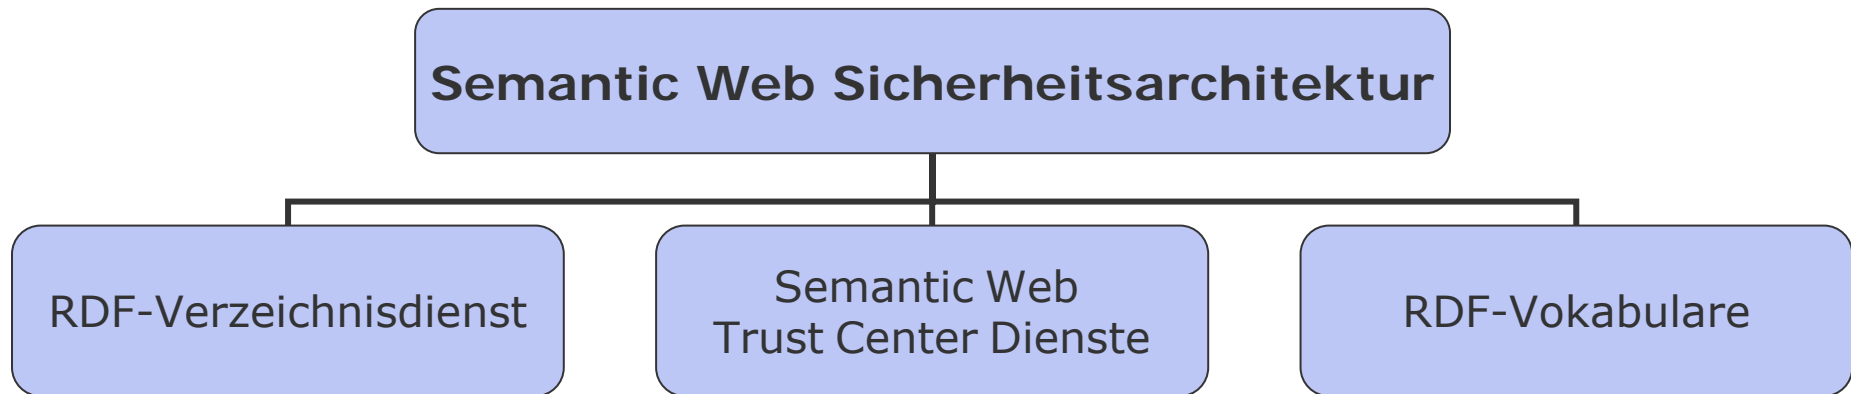 Semantic Web Sicherheitsarchitektur
RDF-Verzeichnisdienst
Semantic Web
Trust Center Dienste
RDF-Vokabulare